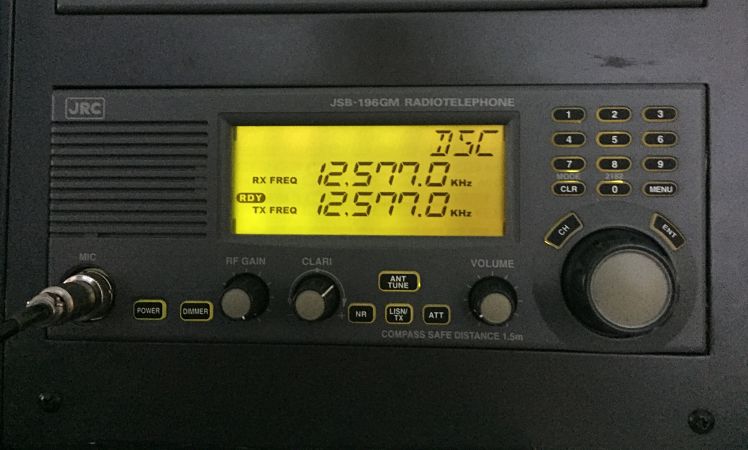 JRC
JSB-196GM RADIOTELEPHONE
DSC
RX FREQ 12.577.0 KHz
RDY
TX FREQ 12.577.0 KHz
1 2 3
4 5 6
7 8 9
MODE 2182
CLR 0 MENU
CH ENT
MIC RF GAIN CLARI VOLUME
ANT TUNE
POWER DIMMER NR LISN/TX ATT
COMPASS SAFE DISTANCE 1.5m